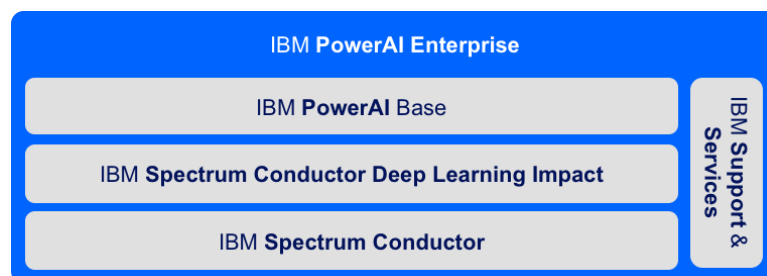 IBM PowerAI Enterprise
IBM PowerAI Base
IBM Spectrum Conductor Deep Learning Impact
IBM Spectrum Conductor
IBM Support &
Services